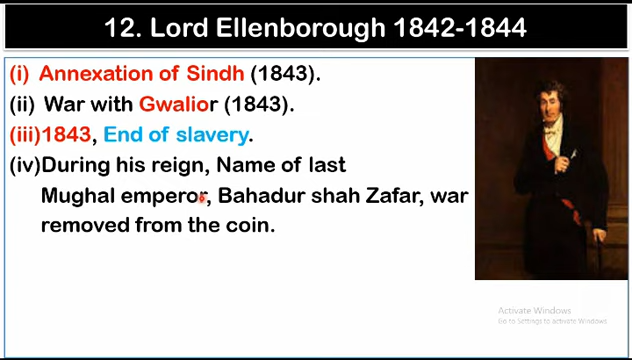 12. Lord Ellenborough 1842-1844
(i) Annexation of Sindh (1843).
(ii) War with Gwalior (1843).
(iii)1843, End of slavery.
(iv)During his reign, Name of last
Mughal emperor, Bahadur shah Zafar, war
removed from the coin.
Activate Windows
Go to Settings to activate Windows.